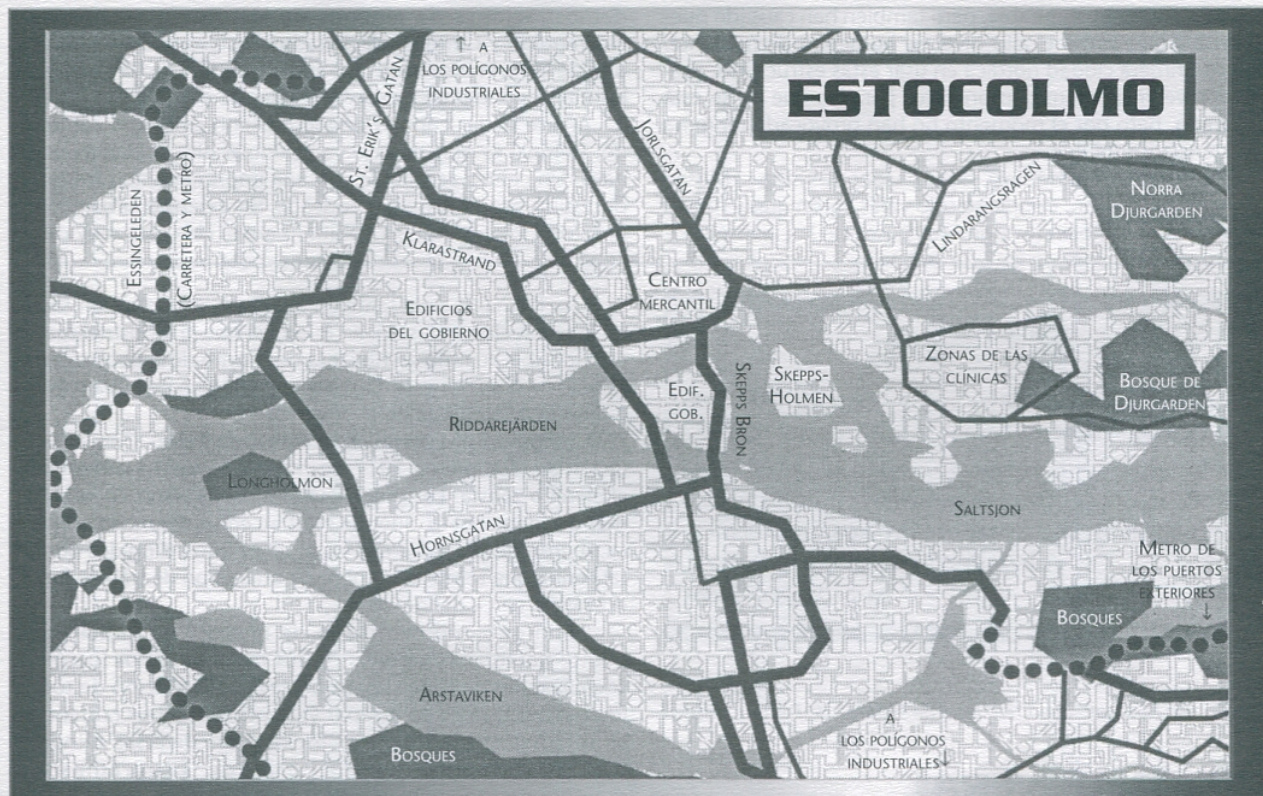 ESTOCOLMO
↑ A
LOS POLÍGONOS
INDUSTRIALES
ST. ERIK'S GATAN
JORLSGATAN
NORRA
DJURGARDEN
LINDARANGSRAGEN
ESSINGELEDEN
(CARRETERA Y METRO)
KLARASTRAND
CENTRO
MERCANTIL
EDIFICIOS
DEL GOBIERNO
ZONAS DE LAS
CLÍNICAS
SKEPPS-
HOLMEN
BOSQUE DE
DJURGARDEN
EDIF.
GOB.
SKEPPS BRON
RIDDAREJÄRDEN
LONGHOLMON
SALTSJON
HORNSGATAN
METRO DE
LOS PUERTOS
EXTERIORES
↓
BOSQUES
ARSTAVIKEN
BOSQUES
A
LOS POLÍGONOS
INDUSTRIALES↓